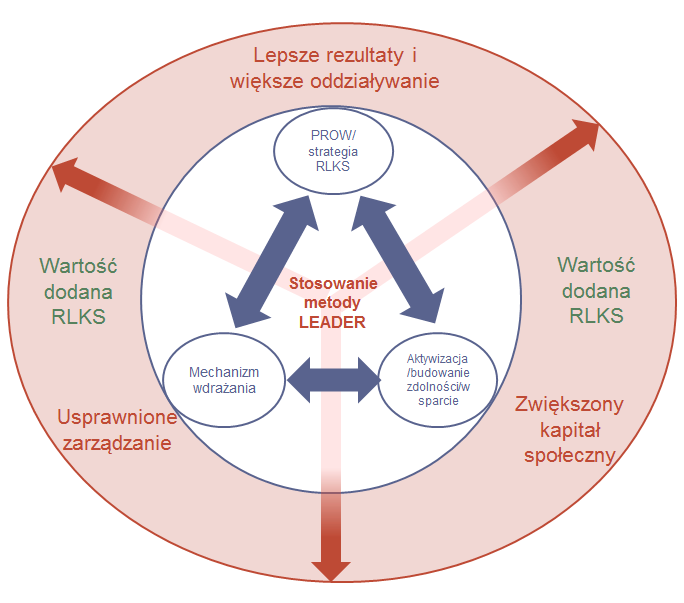 Lepsze rezultaty i
większe oddziaływanie
PROW/
strategia
RLKS
Wartość
dodana
RLKS
Stosowanie
metody
LEADER
Wartość
dodana
RLKS
Mechanizm
wdrażania
Aktywizacja
/budowanie
zdolności/w
sparcie
Usprawnione
zarządzanie
Zwiększony
kapitał
społeczny